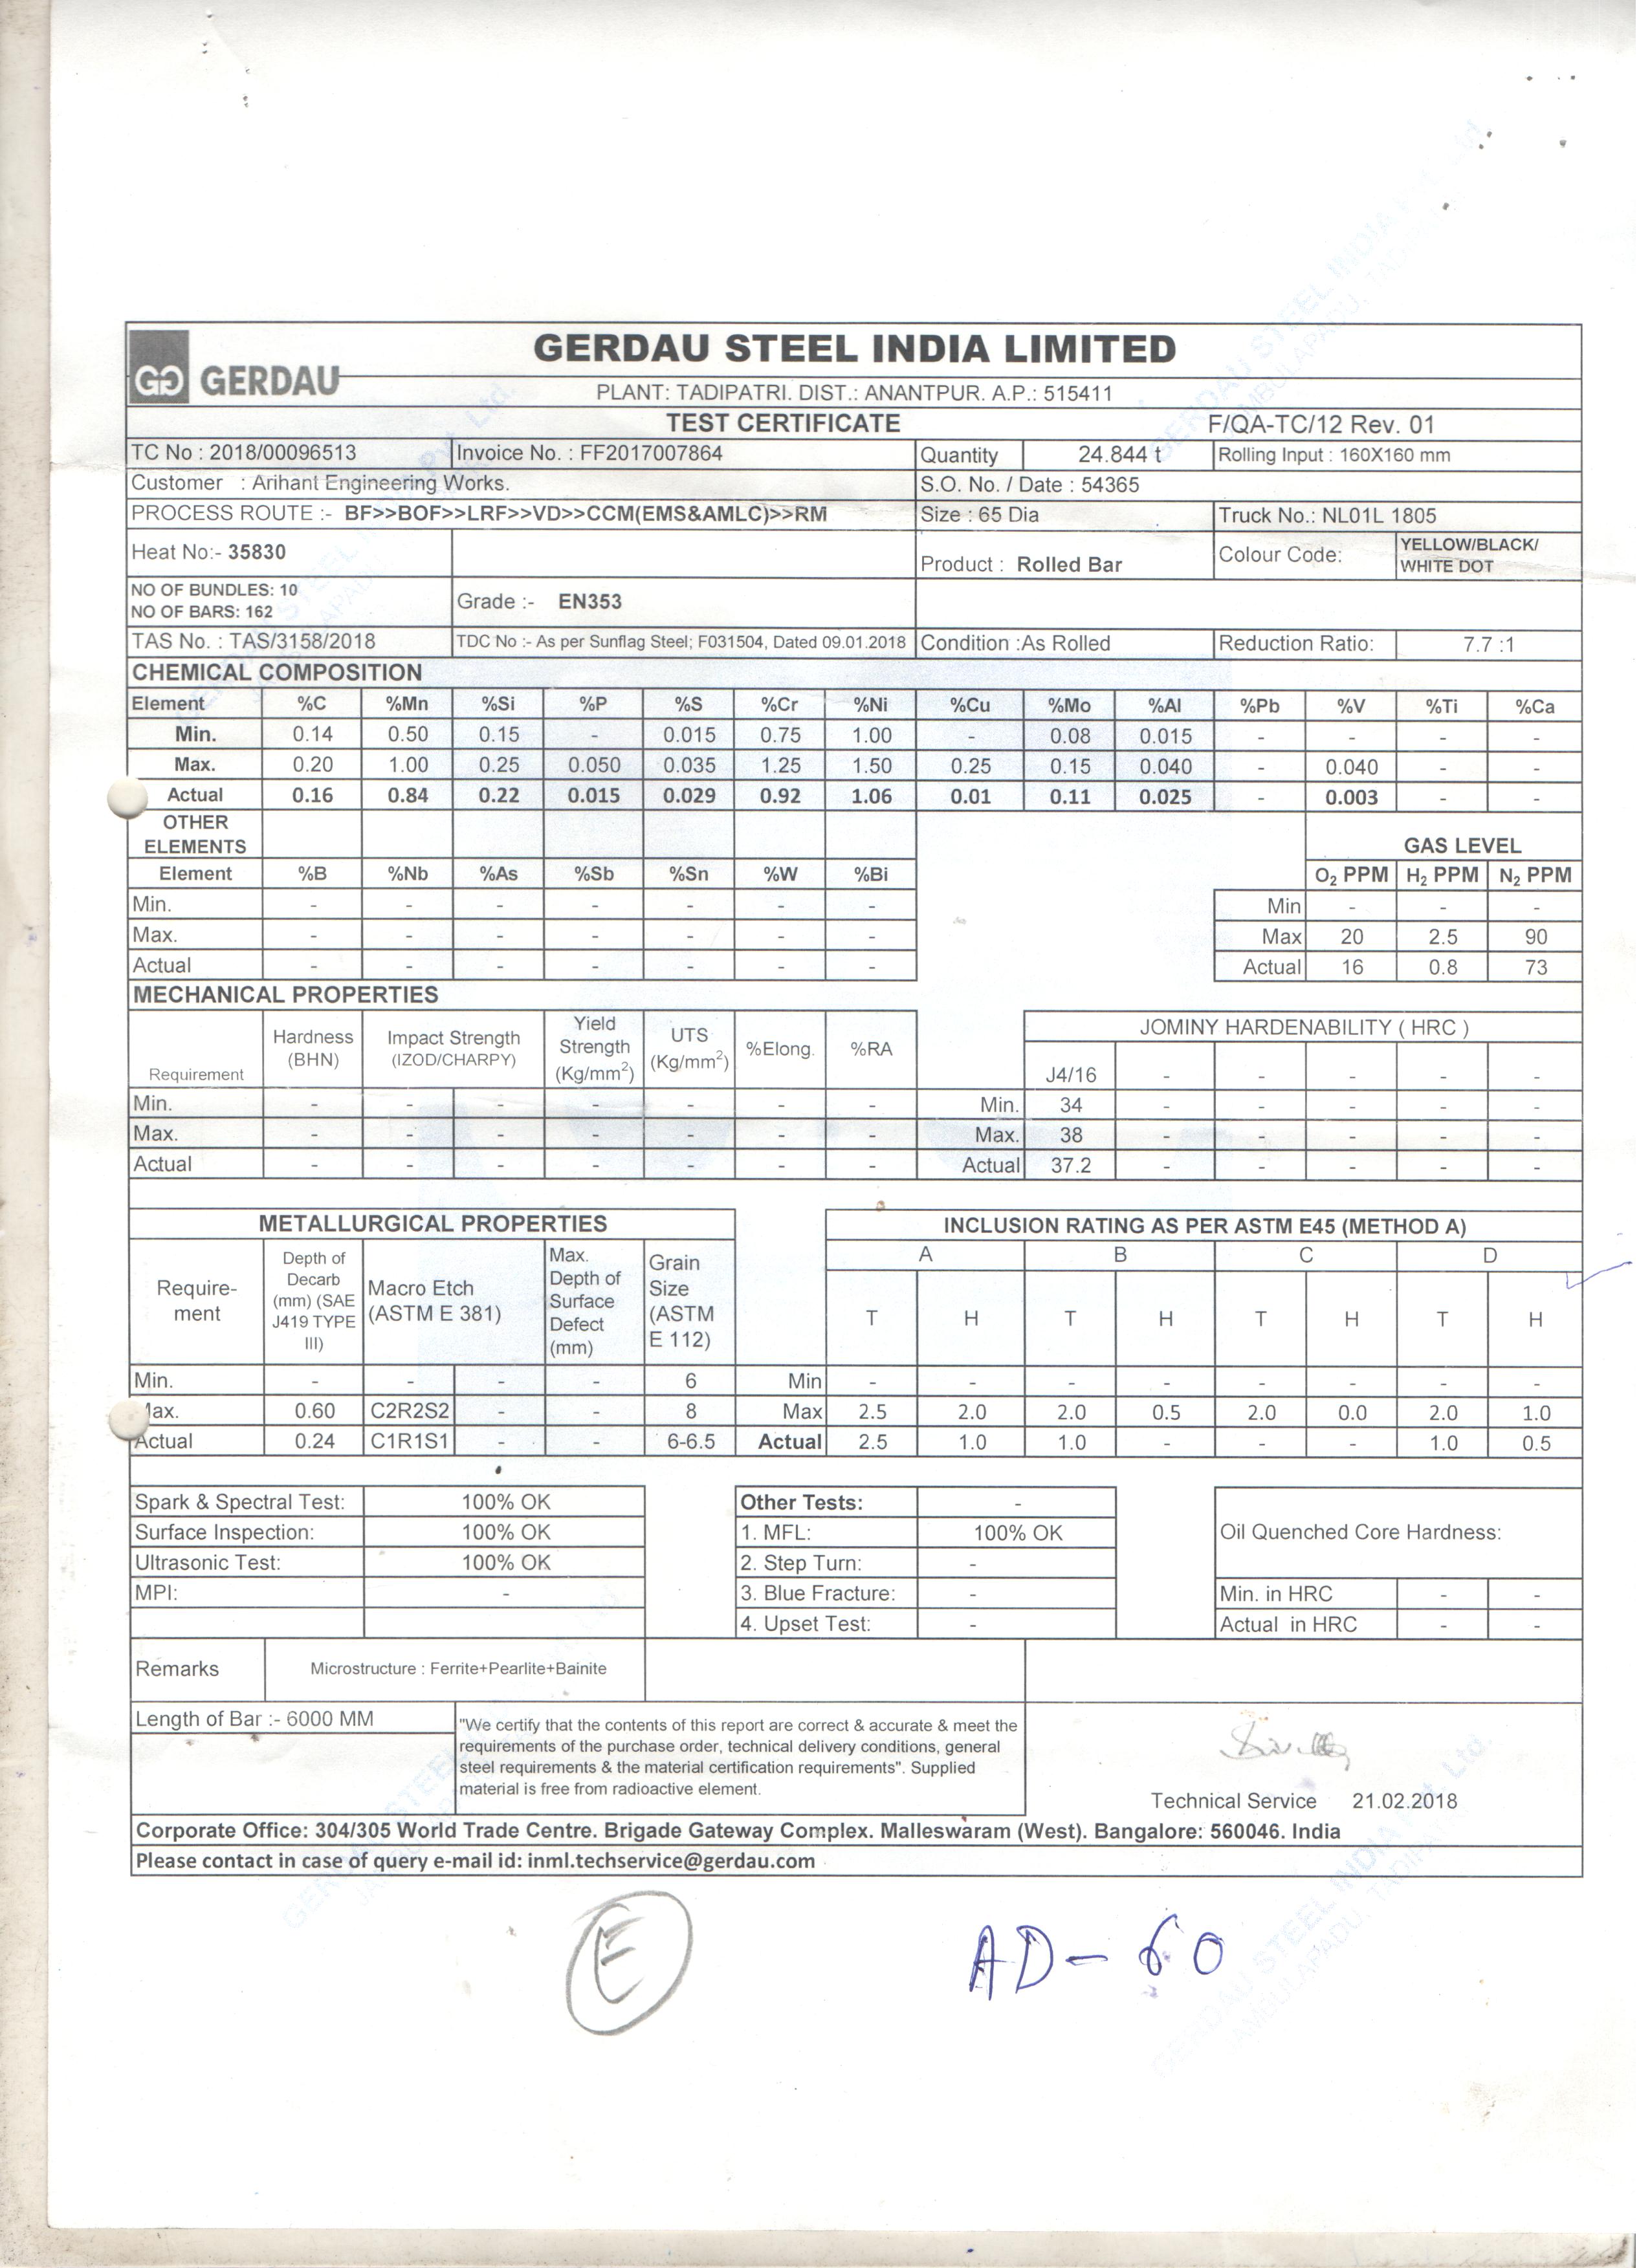 GERDAU
GERDAU STEEL INDIA LIMITED
PLANT: TADIPATRI. DIST.: ANANTPUR. A.P.: 515411
TEST CERTIFICATE F/QA-TC/12 Rev. 01
TC No : 2018/00096513 Invoice No. : FF2017007864 Quantity 24.844 t Rolling Input : 160X160 mm
Customer : Arihant Engineering Works. S.O. No. / Date : 54365
PROCESS ROUTE :- BF>>BOF>>LRF>>VD>>CCM(EMS&AMLC)>>RM Size : 65 Dia Truck No.: NL01L 1805
Heat No:- 35830 Product : Rolled Bar Colour Code: YELLOW/BLACK/
WHITE DOT
NO OF BUNDLES: 10
NO OF BARS: 162 Grade :- EN353
TAS No. : TAS/3158/2018 TDC No :- As per Sunflag Steel; F031504, Dated 09.01.2018 Condition :As Rolled Reduction Ratio: 7.7 :1
CHEMICAL COMPOSITION
Element %C %Mn %Si %P %S %Cr %Ni %Cu %Mo %Al %Pb %V %Ti %Ca
Min. 0.14 0.50 0.15 - 0.015 0.75 1.00 - 0.08 0.015 - - - -
Max. 0.20 1.00 0.25 0.050 0.035 1.25 1.50 0.25 0.15 0.040 - 0.040 - -
Actual 0.16 0.84 0.22 0.015 0.029 0.92 1.06 0.01 0.11 0.025 - 0.003 - -
OTHER
ELEMENTS GAS LEVEL
Element %B %Nb %As %Sb %Sn %W %Bi O2 PPM H2 PPM N2 PPM
Min. - - - - - - - Min - - -
Max. - - - - - - - Max 20 2.5 90
Actual - - - - - - - Actual 16 0.8 73
MECHANICAL PROPERTIES
Requirement Hardness (BHN) Impact Strength (IZOD/CHARPY) Yield Strength (Kg/mm2) UTS (Kg/mm2) %Elong. %RA JOMINY HARDENABILITY ( HRC )
J4/16 - - - - -
Min. - - - - - - - Min. 34 - - - - -
Max. - - - - - - - Max. 38 - - - - -
Actual - - - - - - - Actual 37.2 - - - - -
METALLURGICAL PROPERTIES INCLUSION RATING AS PER ASTM E45 (METHOD A)
Require-ment Depth of Decarb (mm) (SAE J419 TYPE III) Macro Etch (ASTM E 381) Max. Depth of Surface Defect (mm) Grain Size (ASTM E 112) A B C D
T H T H T H T H
Min. - - - - 6 Min - - - - - - - -
Max. 0.60 C2R2S2 - - 8 Max 2.5 2.0 2.0 0.5 2.0 0.0 2.0 1.0
Actual 0.24 C1R1S1 - - 6-6.5 Actual 2.5 1.0 1.0 - - - 1.0 0.5
Spark & Spectral Test: 100% OK Other Tests: -
Surface Inspection: 100% OK 1. MFL: 100% OK Oil Quenched Core Hardness:
Ultrasonic Test: 100% OK 2. Step Turn: -
MPI: - 3. Blue Fracture: - Min. in HRC - -
4. Upset Test: - Actual in HRC - -
Remarks Microstructure : Ferrite+Pearlite+Bainite
Length of Bar :- 6000 MM
"We certify that the contents of this report are correct & accurate & meet the
requirements of the purchase order, technical delivery conditions, general
steel requirements & the material certification requirements". Supplied
material is free from radioactive element.
Technical Service 21.02.2018
Corporate Office: 304/305 World Trade Centre. Brigade Gateway Complex. Malleswaram (West). Bangalore: 560046. India
Please contact in case of query e-mail id: inml.techservice@gerdau.com
E
AD-60